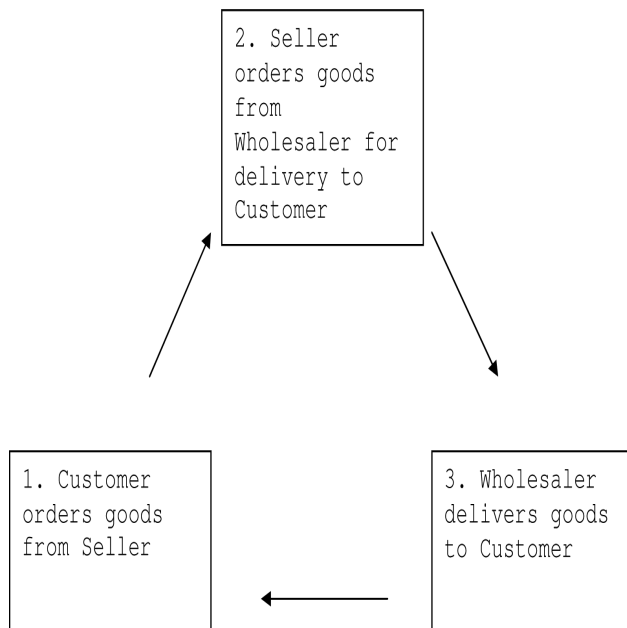 2. Seller
orders goods
from
Wholesaler for
delivery to
Customer
1. Customer
orders goods
from Seller
3. Wholesaler
delivers goods
to Customer